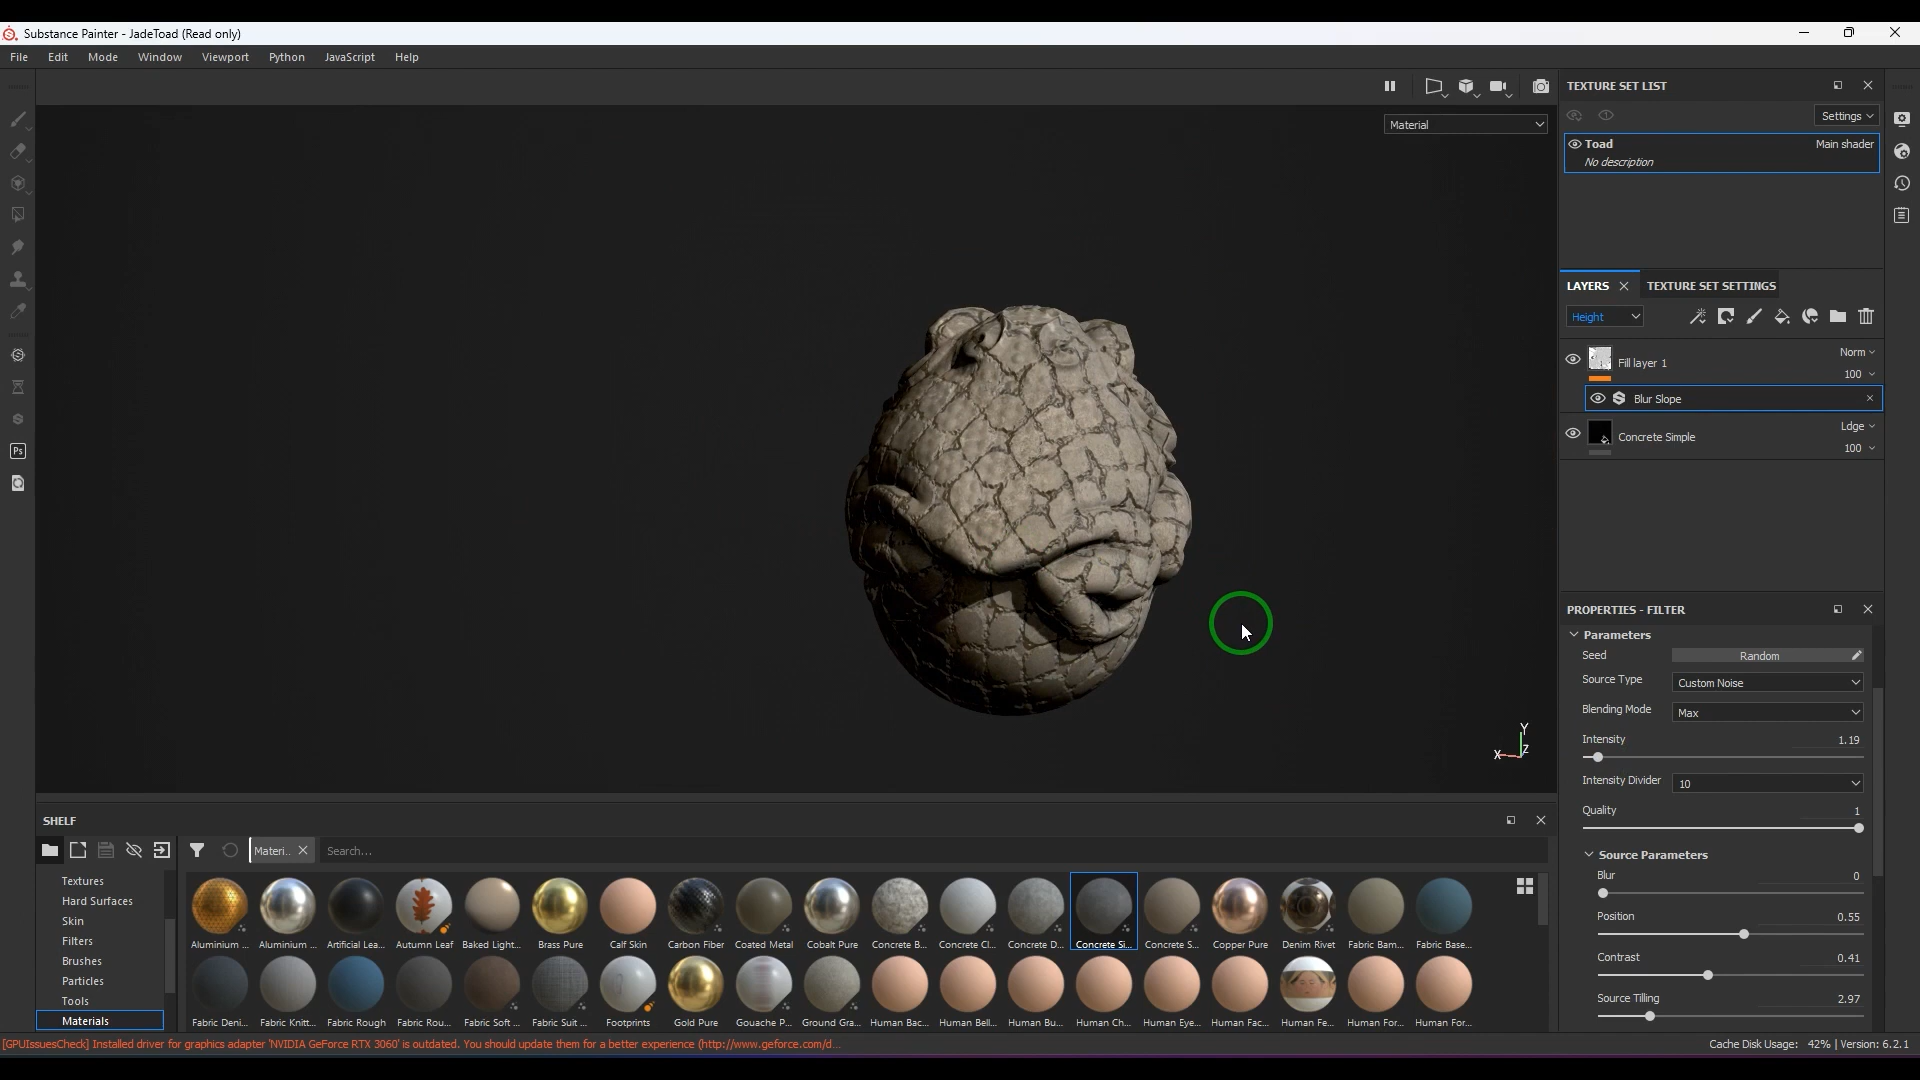 Substance Painter - JadeToad (Read only)
File Edit Mode Window Viewport Python JavaScript Help
Material
TEXTURE SET LIST
Settings
Toad Main shader
No description
LAYERS TEXTURE SET SETTINGS
Height
Fill layer 1 Norm
100
Blur Slope
Concrete Simple Ldge
100
PROPERTIES - FILTER
Parameters
Seed Random
Source Type Custom Noise
Blending Mode Max
Intensity 1.19
Intensity Divider 10
Quality 1
Source Parameters
Blur 0
Position 0.55
Contrast 0.41
Source Tilling 2.97
Y
X Z
Ps
SHELF
Materi... Search...
Textures
Hard Surfaces
Skin
Filters
Brushes
Particles
Tools
Materials
Aluminium ... Aluminium ... Artificial Lea... Autumn Leaf Baked Light... Brass Pure Calf Skin Carbon Fiber Coated Metal Cobalt Pure Concrete B... Concrete Cl... Concrete D... Concrete Si... Concrete S... Copper Pure Denim Rivet Fabric Bam... Fabric Base...
Fabric Deni... Fabric Knitt... Fabric Rough Fabric Rou... Fabric Soft ... Fabric Suit ... Footprints Gold Pure Gouache P... Ground Gra... Human Bac... Human Bell... Human Bu... Human Ch... Human Eye... Human Fac... Human Fe... Human For... Human For...
[GPUIssuesCheck] Installed driver for graphics adapter 'NVIDIA GeForce RTX 3060' is outdated. You should update them for a better experience (http://www.geforce.com/d...
Cache Disk Usage: 42% | Version: 6.2.1